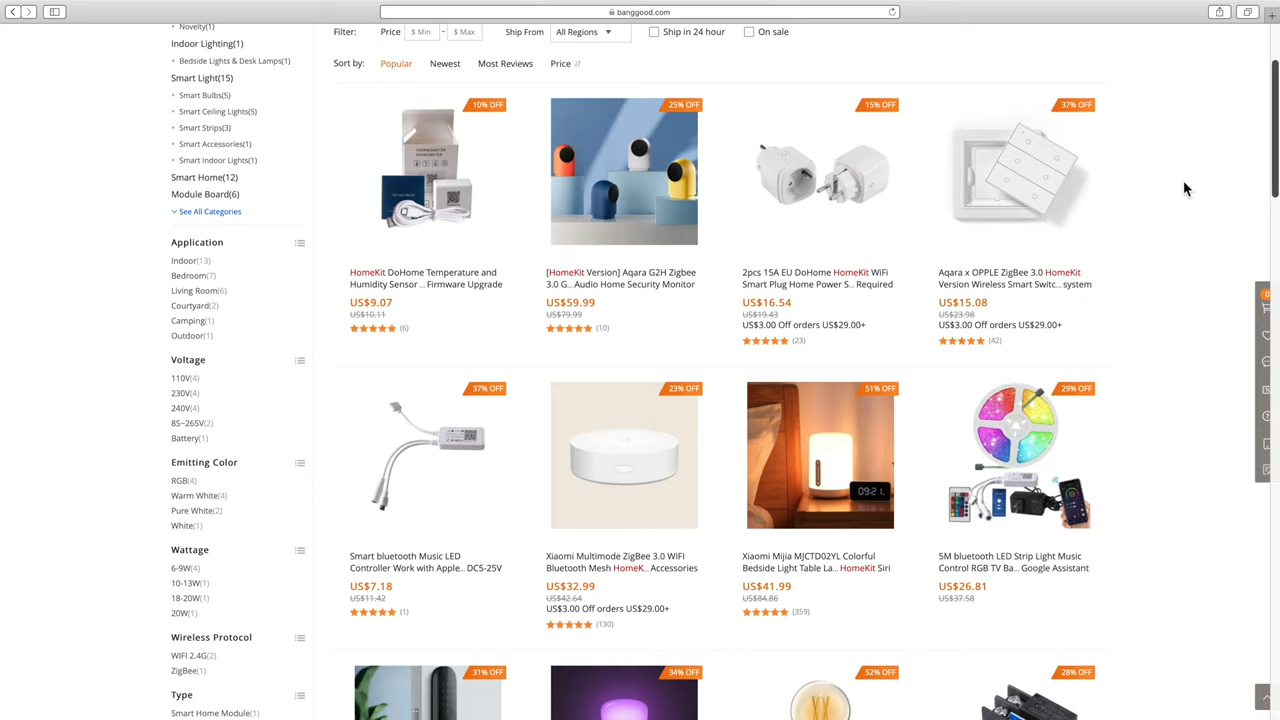 banggood.com
Novelty(1)
Indoor Lighting(1)
Bedside Lights & Desk Lamps(1)
Smart Light(15)
Smart Bulbs(5)
Smart Ceiling Lights(5)
Smart Strips(3)
Smart Accessories(1)
Smart Indoor Lights(1)
Smart Home(12)
Module Board(6)
See All Categories
Application
Indoor(13)
Bedroom(7)
Living Room(6)
Courtyard(2)
Camping(1)
Outdoor(1)
Voltage
110V(4)
230V(4)
240V(4)
85~265V(2)
Battery(1)
Emitting Color
RGB(4)
Warm White(4)
Pure White(2)
White(1)
Wattage
6-9W(4)
10-13W(1)
18-20W(1)
20W(1)
Wireless Protocol
WIFI 2.4G(2)
ZigBee(1)
Type
Smart Home Module(1)
Filter: Price $ Min - $ Max Ship From All Regions Ship in 24 hour On sale
Sort by: Popular Newest Most Reviews Price
10% OFF
THERMOMETER
HomeKit DoHome Temperature and
Humidity Sensor ... Firmware Upgrade
US$9.07
US$10.11
(6)
25% OFF
[HomeKit Version] Aqara G2H Zigbee
3.0 G... Audio Home Security Monitor
US$59.99
US$79.99
(10)
15% OFF
2pcs 15A EU DoHome HomeKit WiFi
Smart Plug Home Power S... Required
US$16.54
US$19.43
US$3.00 Off orders US$29.00+
(23)
37% OFF
Aqara x OPPLE ZigBee 3.0 HomeKit
Version Wireless Smart Switc... system
US$15.08
US$23.98
US$3.00 Off orders US$29.00+
(42)
37% OFF
Smart bluetooth Music LED
Controller Work with Apple... DC5-25V
US$7.18
US$11.42
(1)
23% OFF
Xiaomi Multimode ZigBee 3.0 WIFI
Bluetooth Mesh HomeK... Accessories
US$32.99
US$42.64
US$3.00 Off orders US$29.00+
(130)
51% OFF
09:21
Xiaomi Mijia MJCTD02YL Colorful
Bedside Light Table La... HomeKit Siri
US$41.99
US$84.86
(359)
29% OFF
5M bluetooth LED Strip Light Music
Control RGB TV Ba... Google Assistant
US$26.81
US$37.58
31% OFF
34% OFF
52% OFF
28% OFF
0